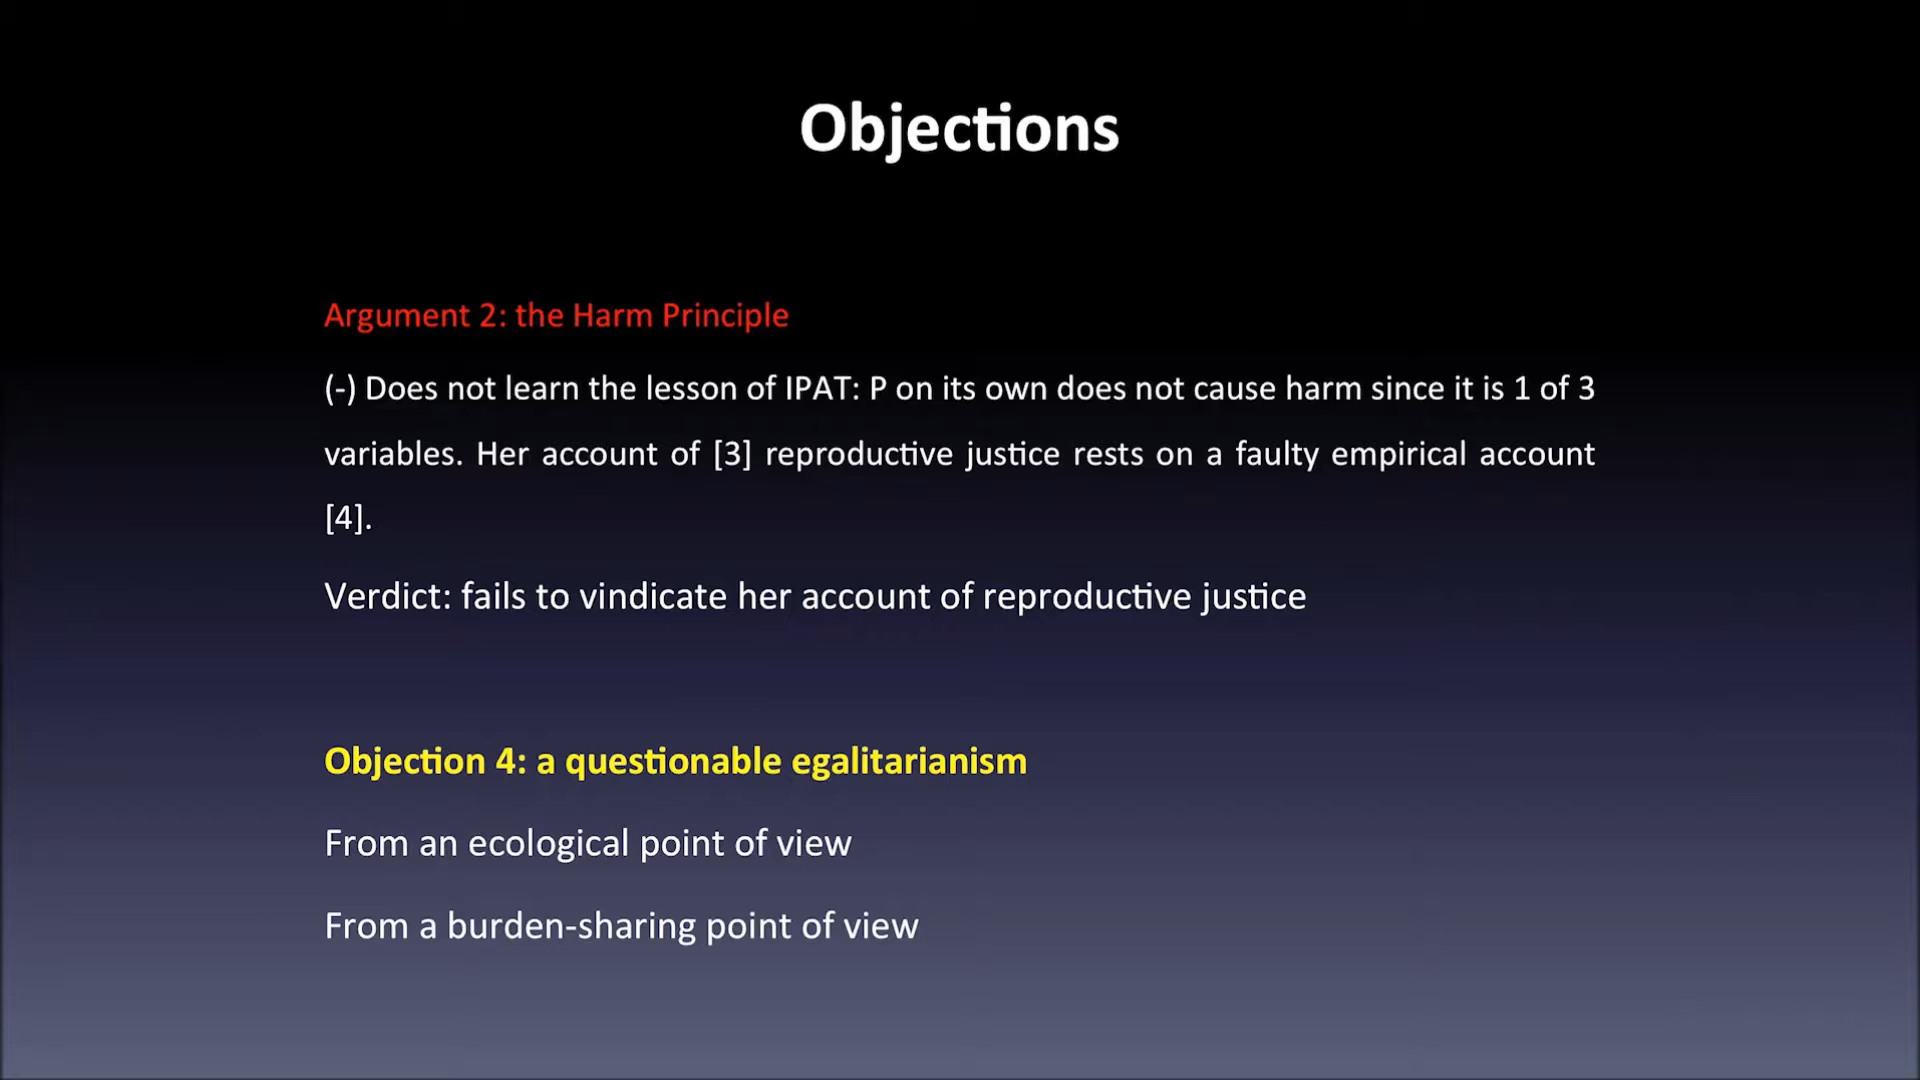 Objections
Argument 2: the Harm Principle
(-) Does not learn the lesson of IPAT: P on its own does not cause harm since it is 1 of 3
variables. Her account of [3] reproductive justice rests on a faulty empirical account
[4].
Verdict: fails to vindicate her account of reproductive justice
Objection 4: a questionable egalitarianism
From an ecological point of view
From a burden-sharing point of view